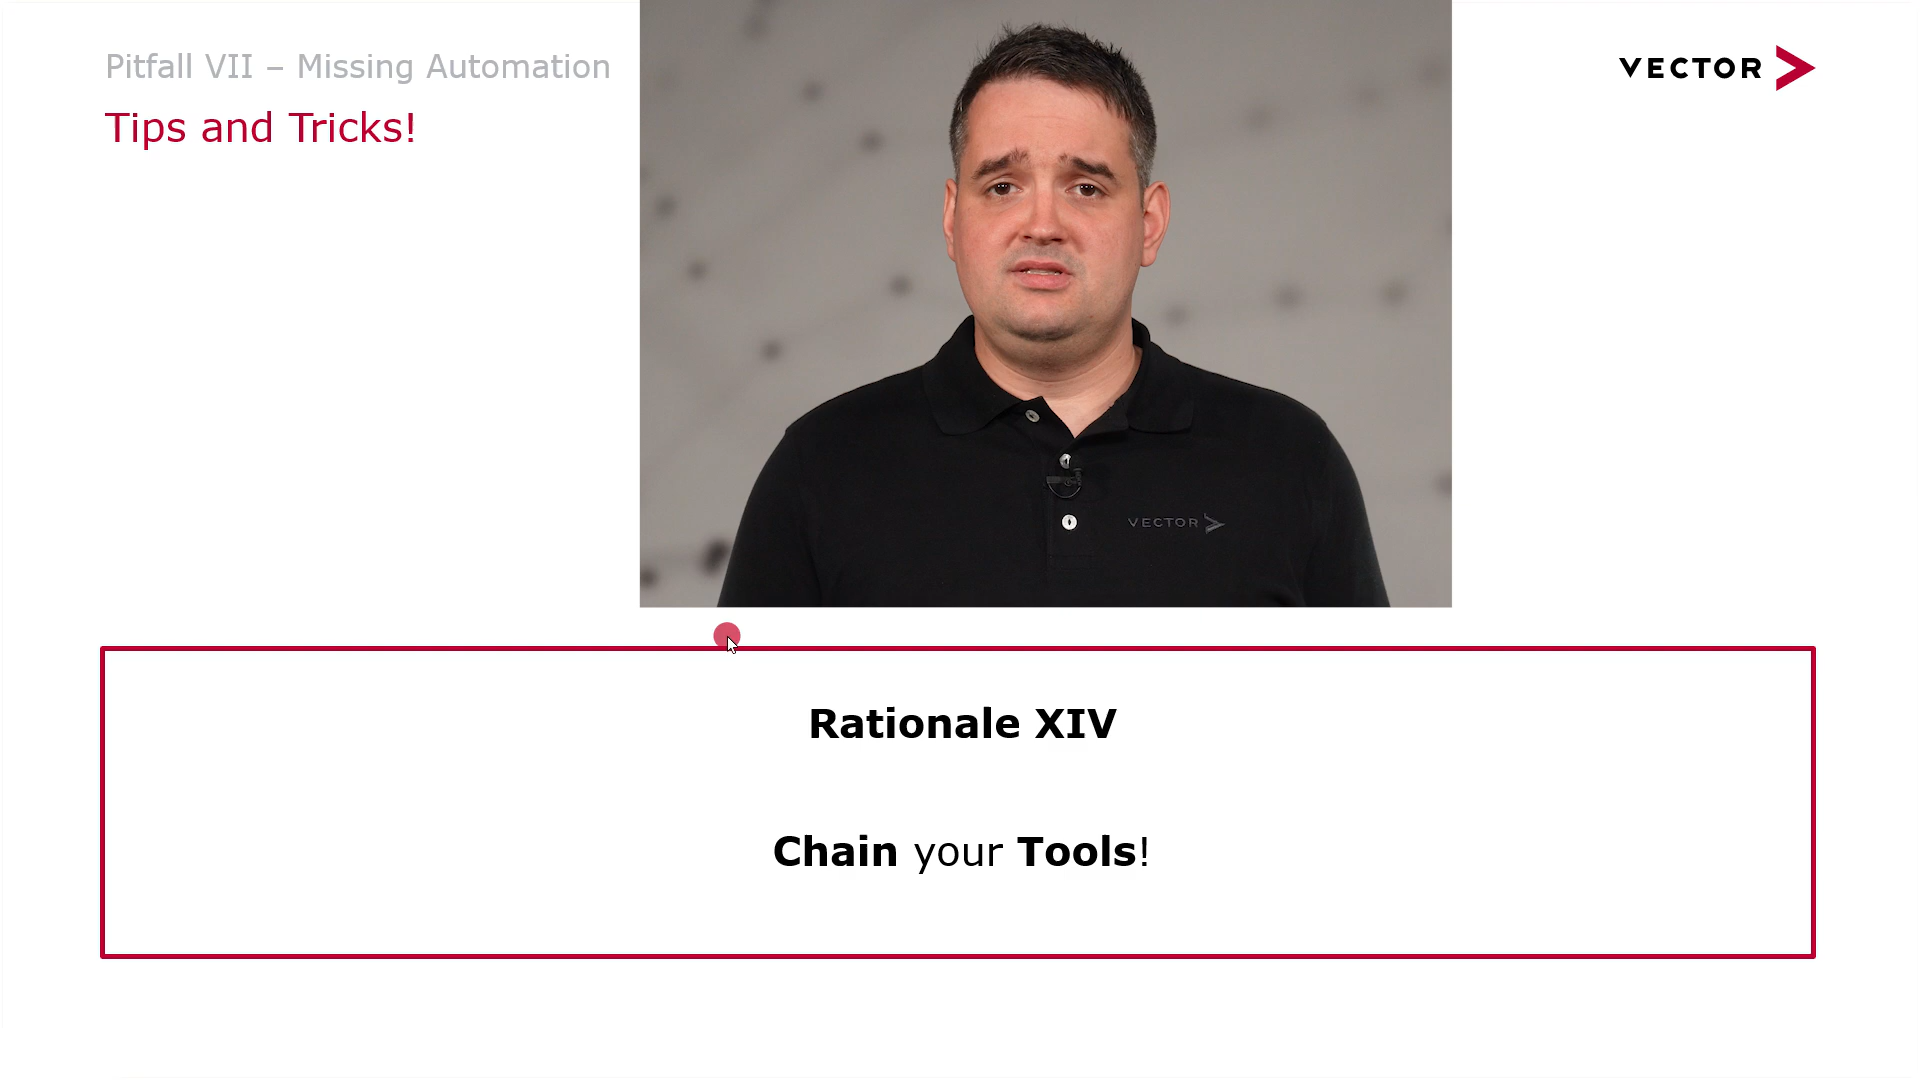 Pitfall VII – Missing Automation
Tips and Tricks!
VECTOR
VECTOR
Rationale XIV
Chain your Tools!